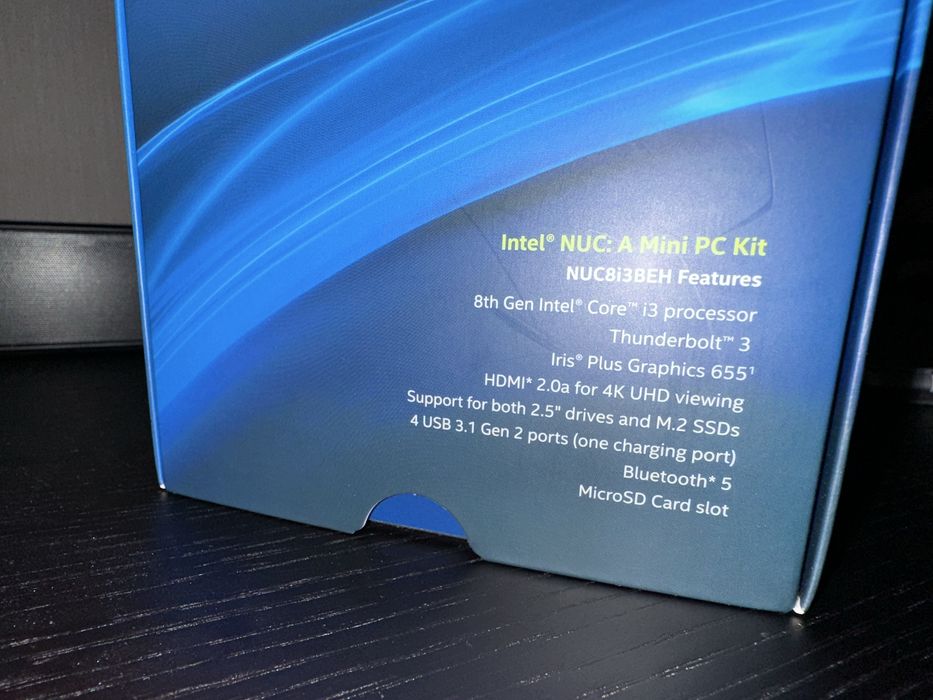 Intel® NUC: A Mini PC Kit
NUC8i3BEH Features
8th Gen Intel® Core™ i3 processor
Thunderbolt™ 3
Iris® Plus Graphics 655¹
HDMI* 2.0a for 4K UHD viewing
Support for both 2.5" drives and M.2 SSDs
4 USB 3.1 Gen 2 ports (one charging port)
Bluetooth* 5
MicroSD Card slot